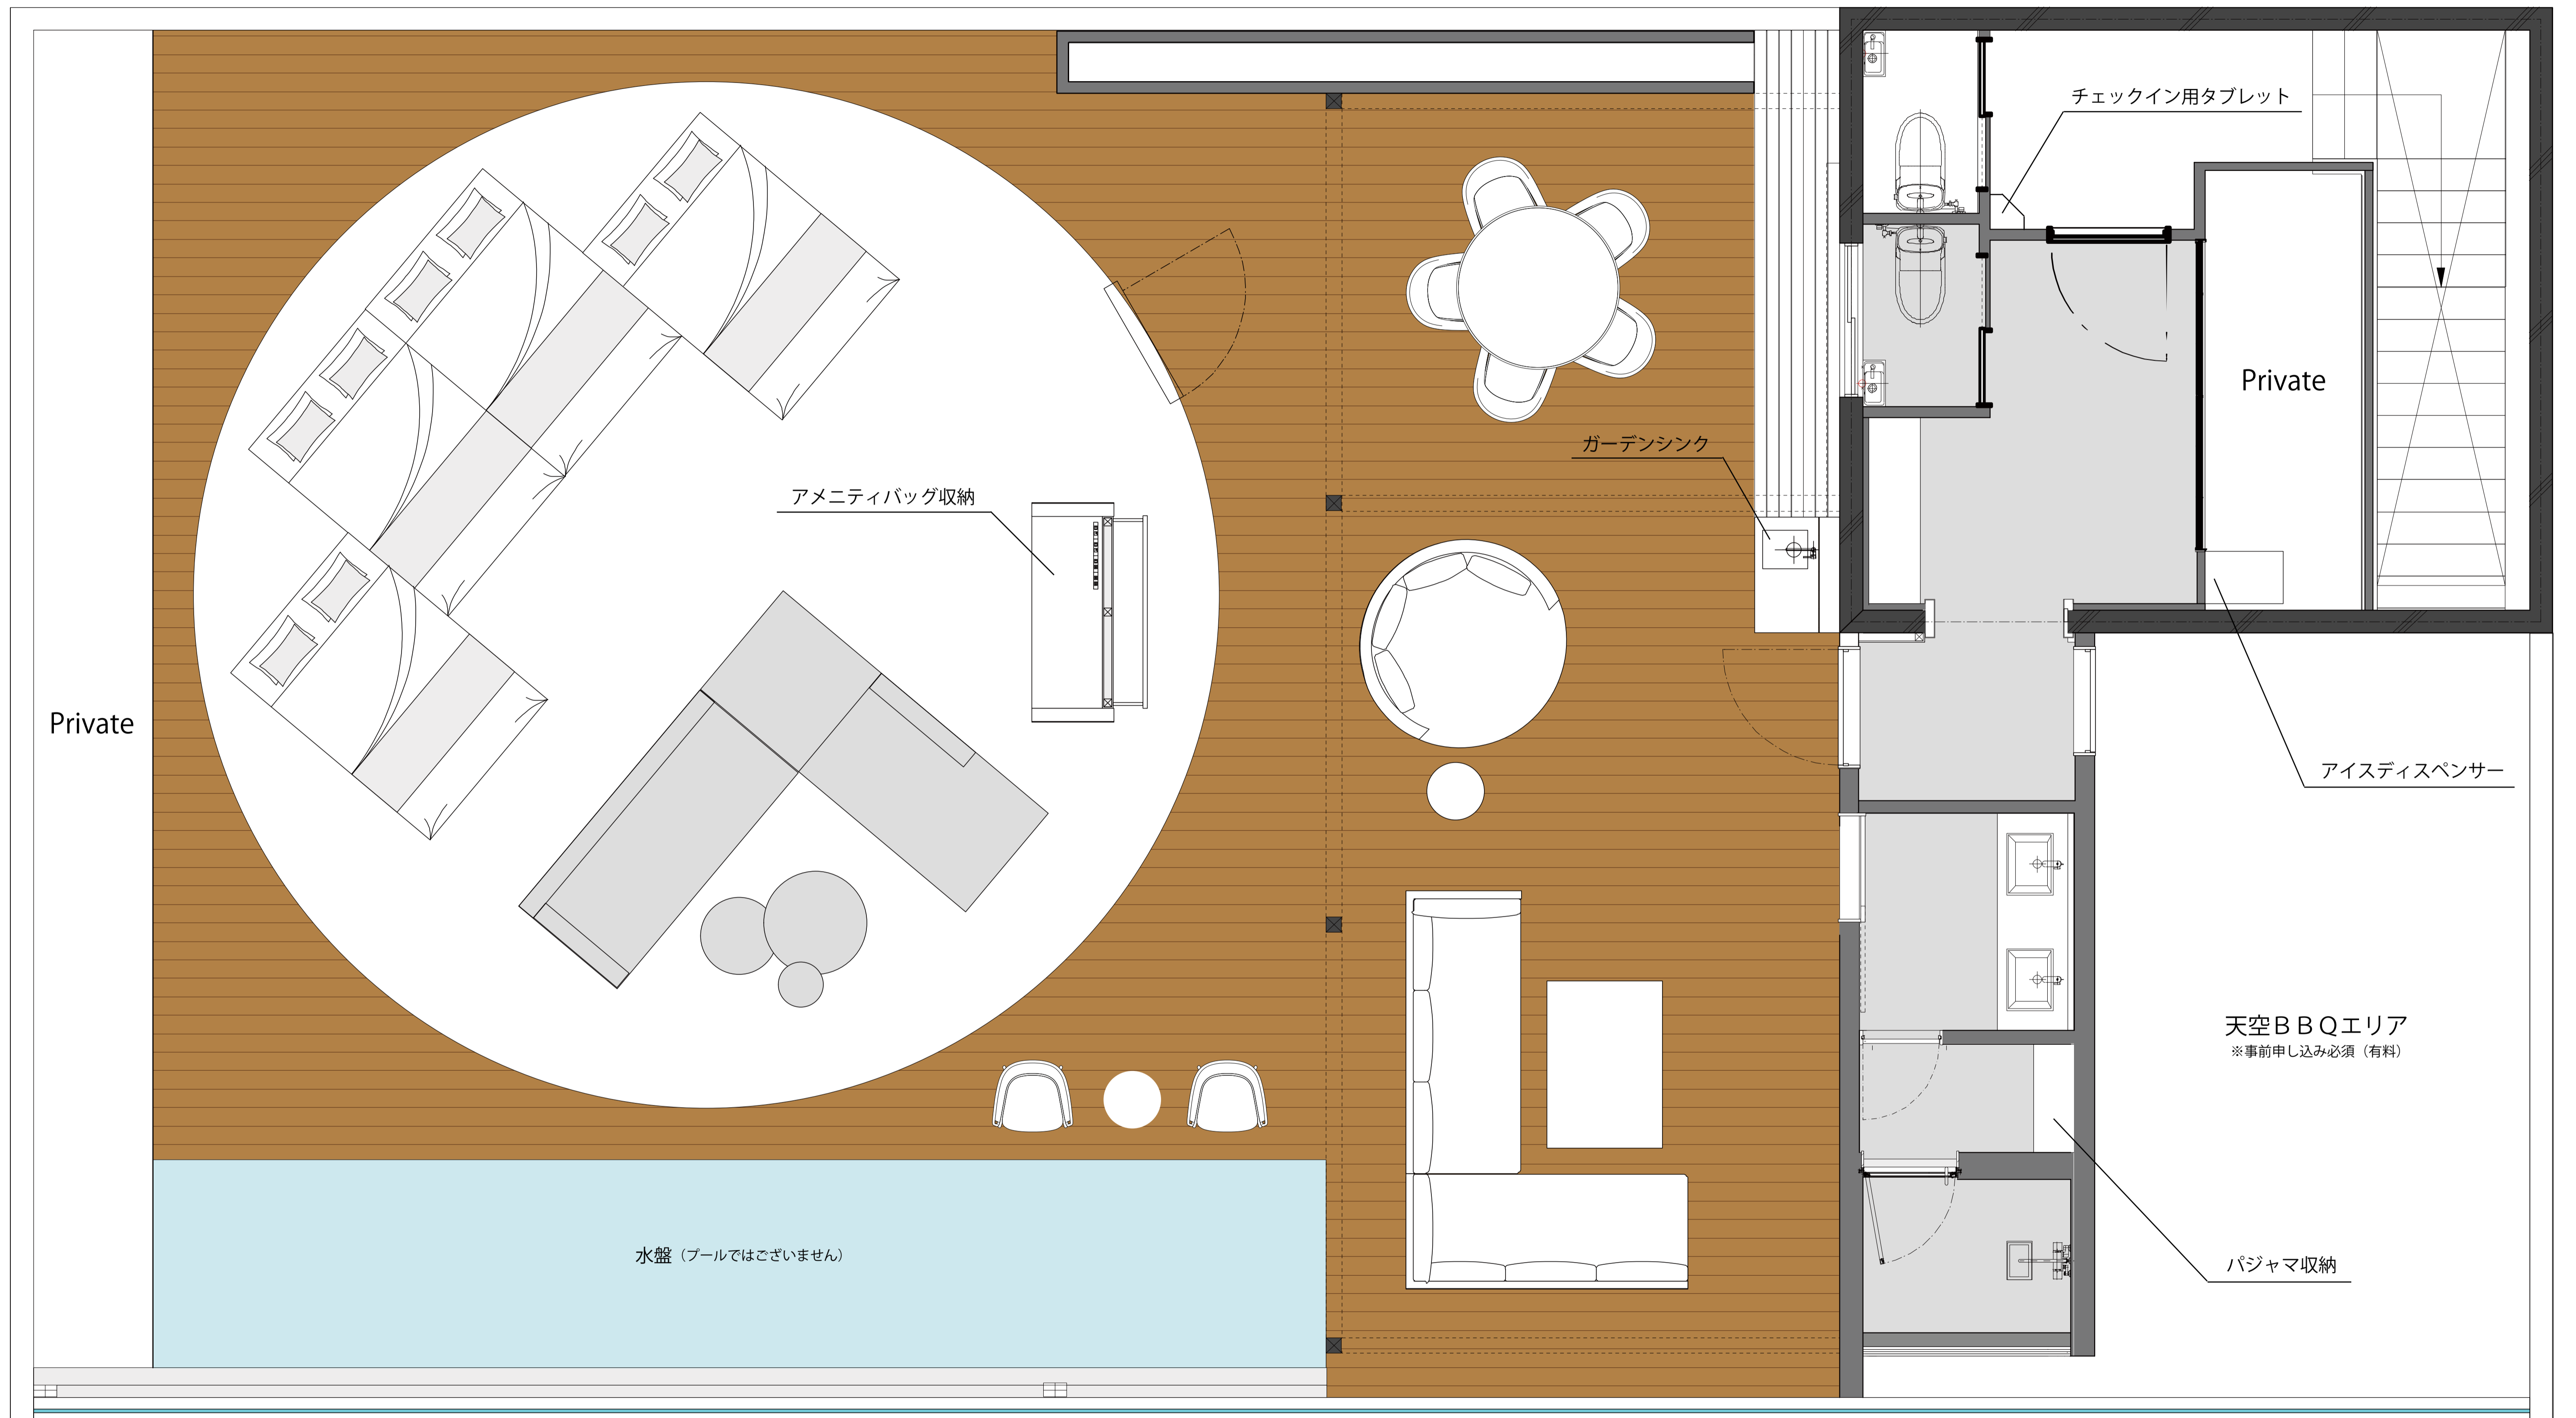 チェックイン用タブレット
Private
ガーデンシンク
アメニティバッグ収納
Private
アイスディスペンサー
天空ＢＢＱエリア
※事前申し込み必須（有料）
水盤（プールではございません）
パジャマ収納